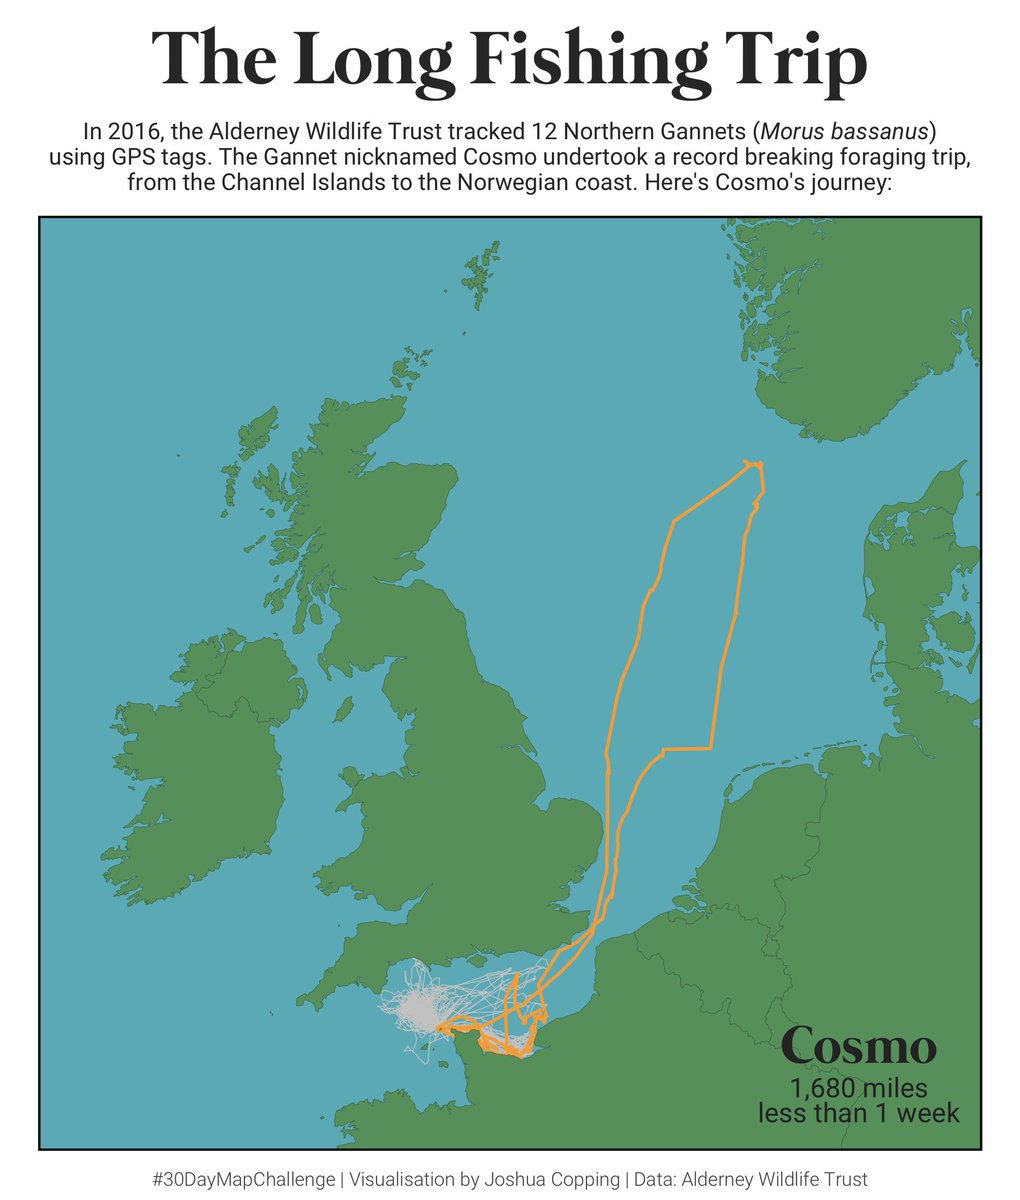 The Long Fishing Trip
In 2016, the Alderney Wildlife Trust tracked 12 Northern Gannets (Morus bassanus)
using GPS tags. The Gannet nicknamed Cosmo undertook a record breaking foraging trip,
from the Channel Islands to the Norwegian coast. Here's Cosmo's journey:
Cosmo
1,680 miles
less than 1 week
#30DayMapChallenge | Visualisation by Joshua Copping | Data: Alderney Wildlife Trust